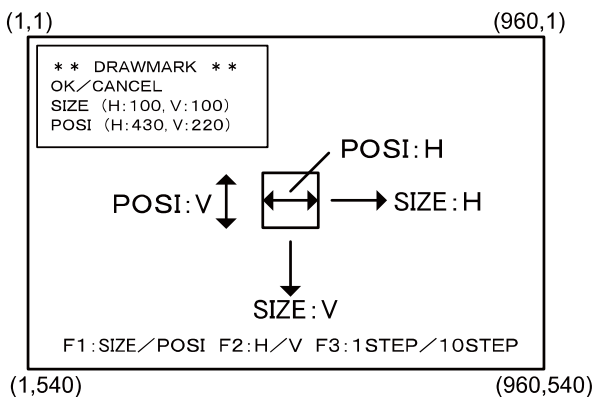 (1,1)
(960,1)
** DRAWMARK **
OK／CANCEL
SIZE (H:100, V:100)
POSI (H:430, V:220)
POSI:H
POSI:V
SIZE:H
SIZE:V
F1:SIZE／POSI F2:H／V F3:1STEP／10STEP
(1,540)
(960,540)